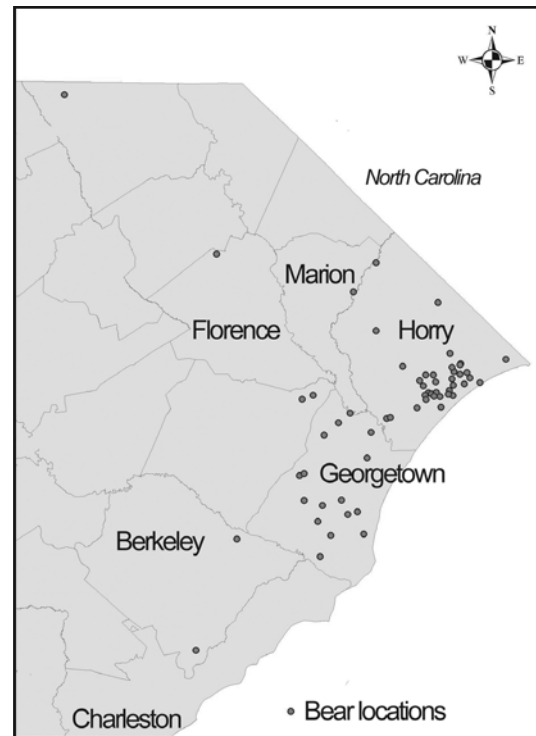 N
W E
S
North Carolina
Marion
Florence
Horry
Georgetown
Berkeley
Charleston
Bear locations